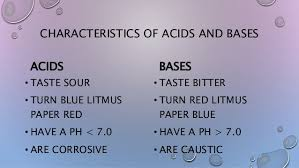 CHARACTERISTICS OF ACIDS AND BASES
ACIDS
• TASTE SOUR
• TURN BLUE LITMUS
PAPER RED
• HAVE A PH < 7.0
• ARE CORROSIVE
BASES
• TASTE BITTER
• TURN RED LITMUS
PAPER BLUE
• HAVE A PH > 7.0
• ARE CAUSTIC